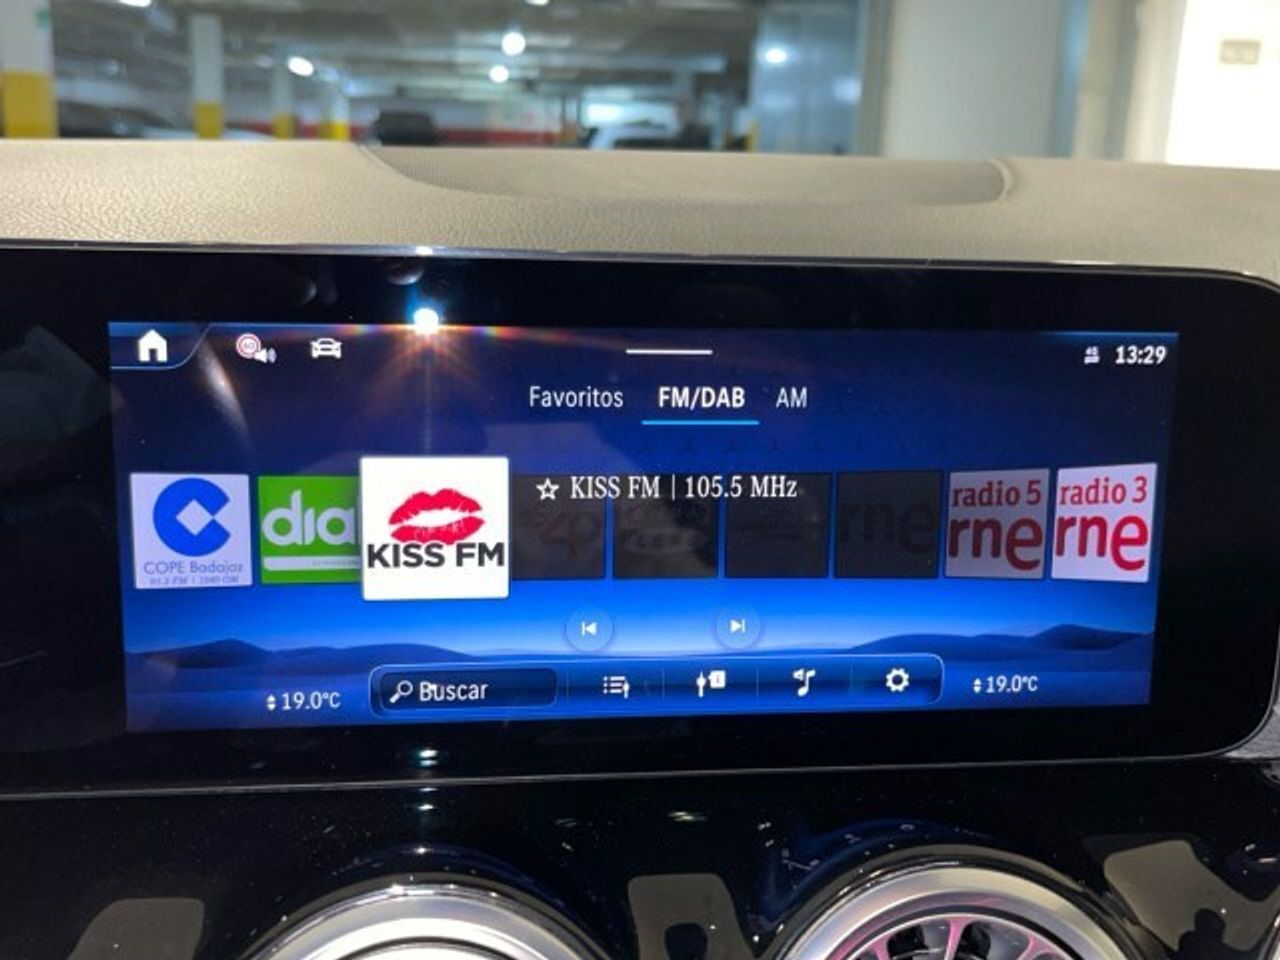 13:29
Favoritos FM/DAB AM
☆ KISS FM | 105.5 MHz
COPE Badajoz
dial
KISS FM
rne
radio 5
rne
radio 3
rne
19.0°C
Buscar
19.0°C